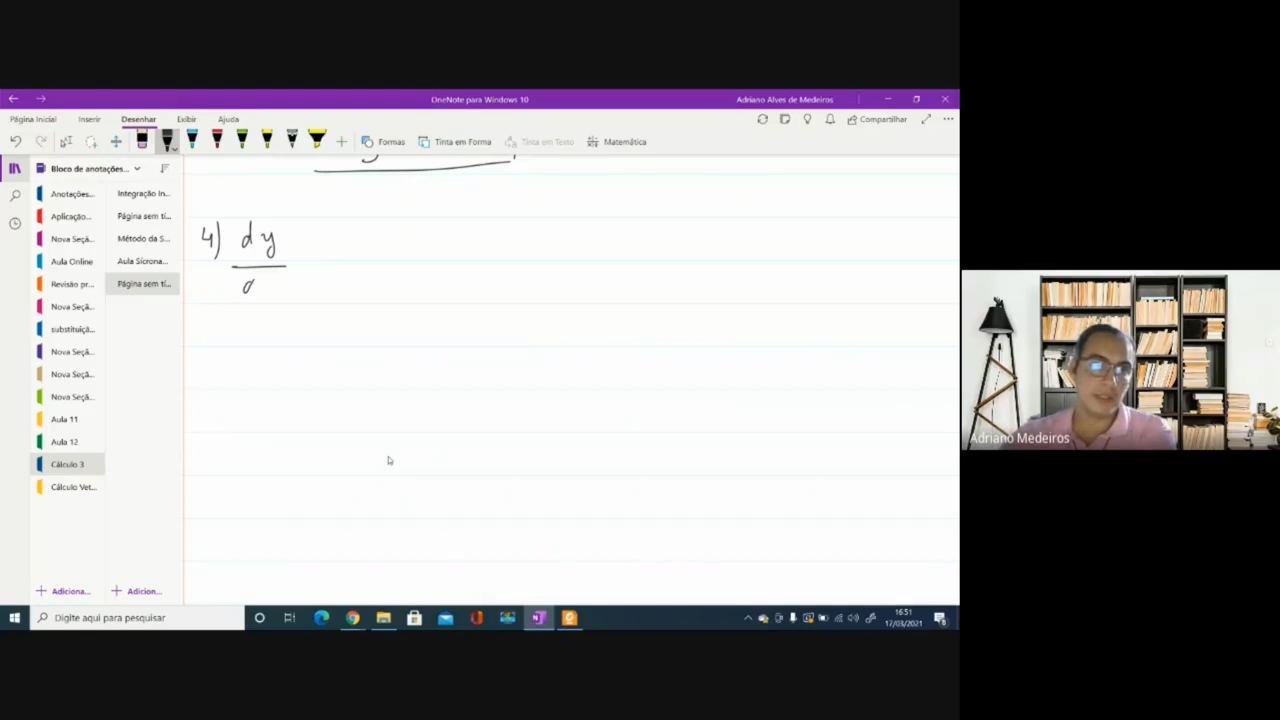 OneNote para Windows 10
Adriano Alves de Medeiros
Página Inicial
Inserir
Desenhar
Exibir
Ajuda
Compartilhar
Formas
Tinta em Forma
Tinta em Texto
Matemática
Bloco de anotações...
Anotações...
Aplicação...
Nova Seçã...
Aula Online
Revisão pr...
Nova Seçã...
substituiçã...
Nova Seçã...
Nova Seçã...
Nova Seçã...
Aula 11
Aula 12
Cálculo 3
Cálculo Vet...
Integração In...
Página sem tí...
Método da S...
Aula Síncrona...
Página sem tí...
4) dy
Adiciona...
Adicion...
Adriano Medeiros
Digite aqui para pesquisar
16:51
17/03/2021